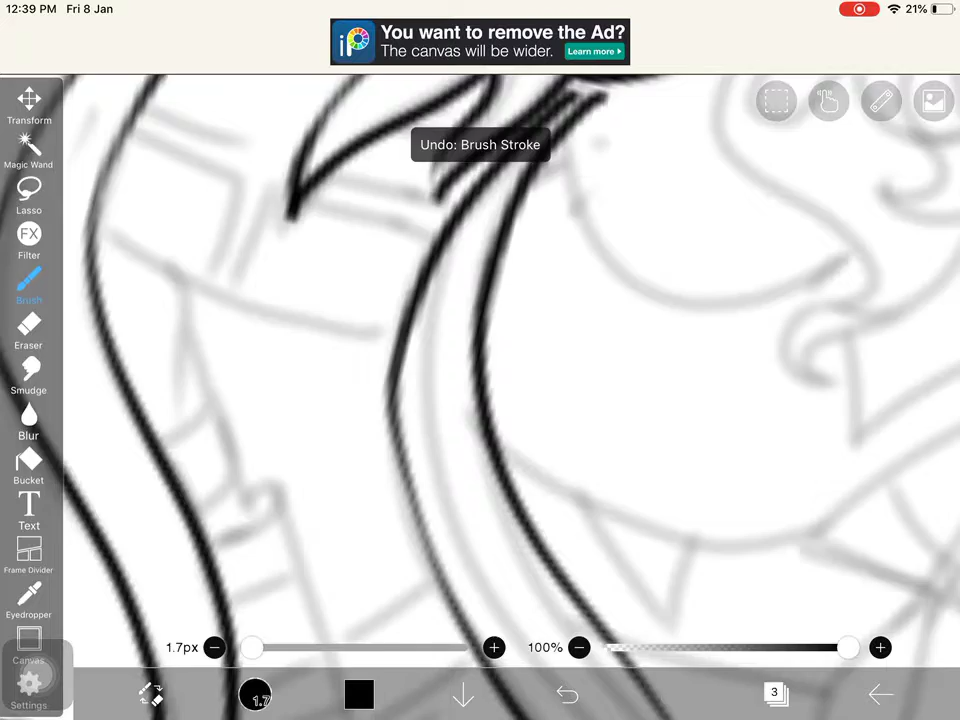 12:39 PM Fri 8 Jan
21%
iP
You want to remove the Ad?
The canvas will be wider.
Learn more
Undo: Brush Stroke
Transform
Magic Wand
Lasso
FX
Filter
Brush
Eraser
Smudge
Blur
Bucket
T
Text
Frame Divider
Eyedropper
Canvas
Settings
1.7px
100%
1.7
3